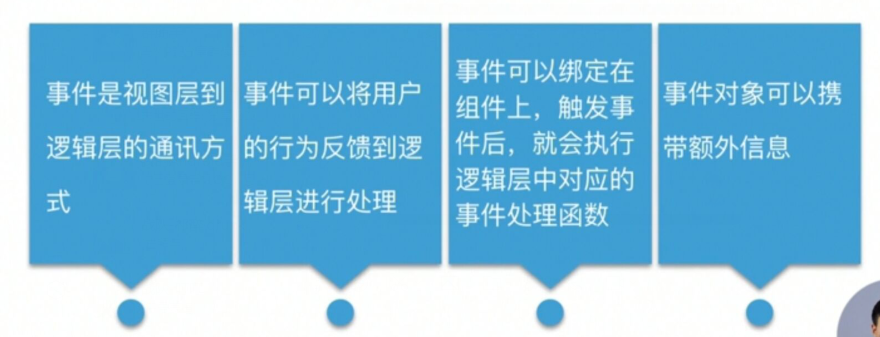 事件是视图层到
逻辑层的通讯方
式
事件可以将用户
的行为反馈到逻
辑层进行处理
事件可以绑定在
组件上，触发事
件后，就会执行
逻辑层中对应的
事件处理函数
事件对象可以携
带额外信息